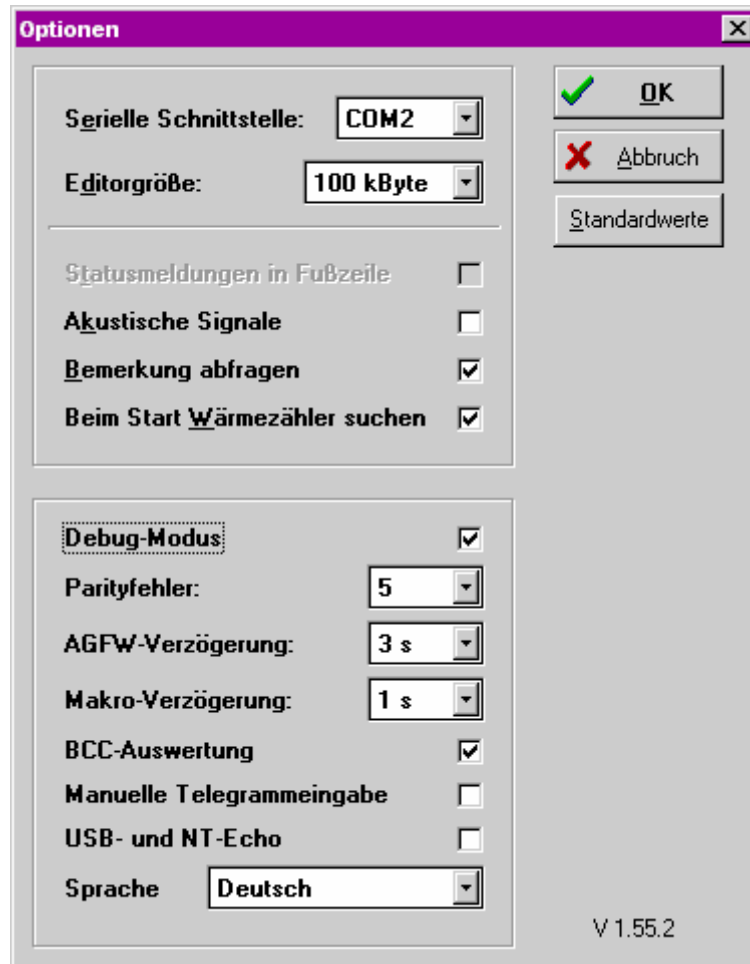 Optionen
Serielle Schnittstelle: COM2
Editorgröße: 100 kByte
Statusmeldungen in Fußzeile
Akustische Signale
Bemerkung abfragen
Beim Start Wärmezähler suchen
OK
Abbruch
Standardwerte
Debug-Modus
Parityfehler: 5
AGFW-Verzögerung: 3 s
Makro-Verzögerung: 1 s
BCC-Auswertung
Manuelle Telegrammeingabe
USB- und NT-Echo
Sprache Deutsch
V 1.55.2